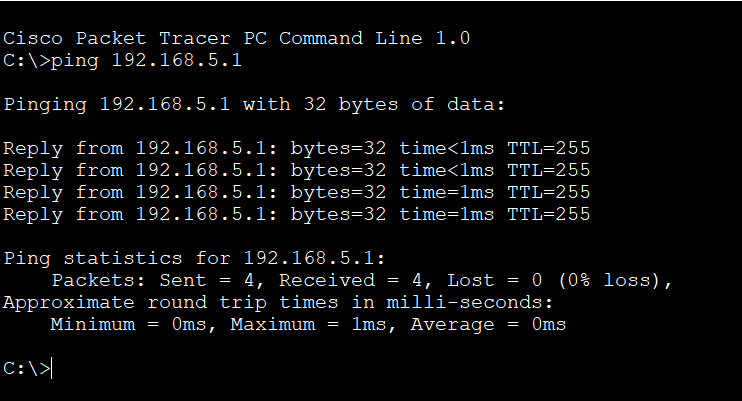 Cisco Packet Tracer PC Command Line 1.0
C:\>ping 192.168.5.1
Pinging 192.168.5.1 with 32 bytes of data:
Reply from 192.168.5.1: bytes=32 time<1ms TTL=255
Reply from 192.168.5.1: bytes=32 time<1ms TTL=255
Reply from 192.168.5.1: bytes=32 time=1ms TTL=255
Reply from 192.168.5.1: bytes=32 time=1ms TTL=255
Ping statistics for 192.168.5.1:
Packets: Sent = 4, Received = 4, Lost = 0 (0% loss),
Approximate round trip times in milli-seconds:
Minimum = 0ms, Maximum = 1ms, Average = 0ms
C:\>